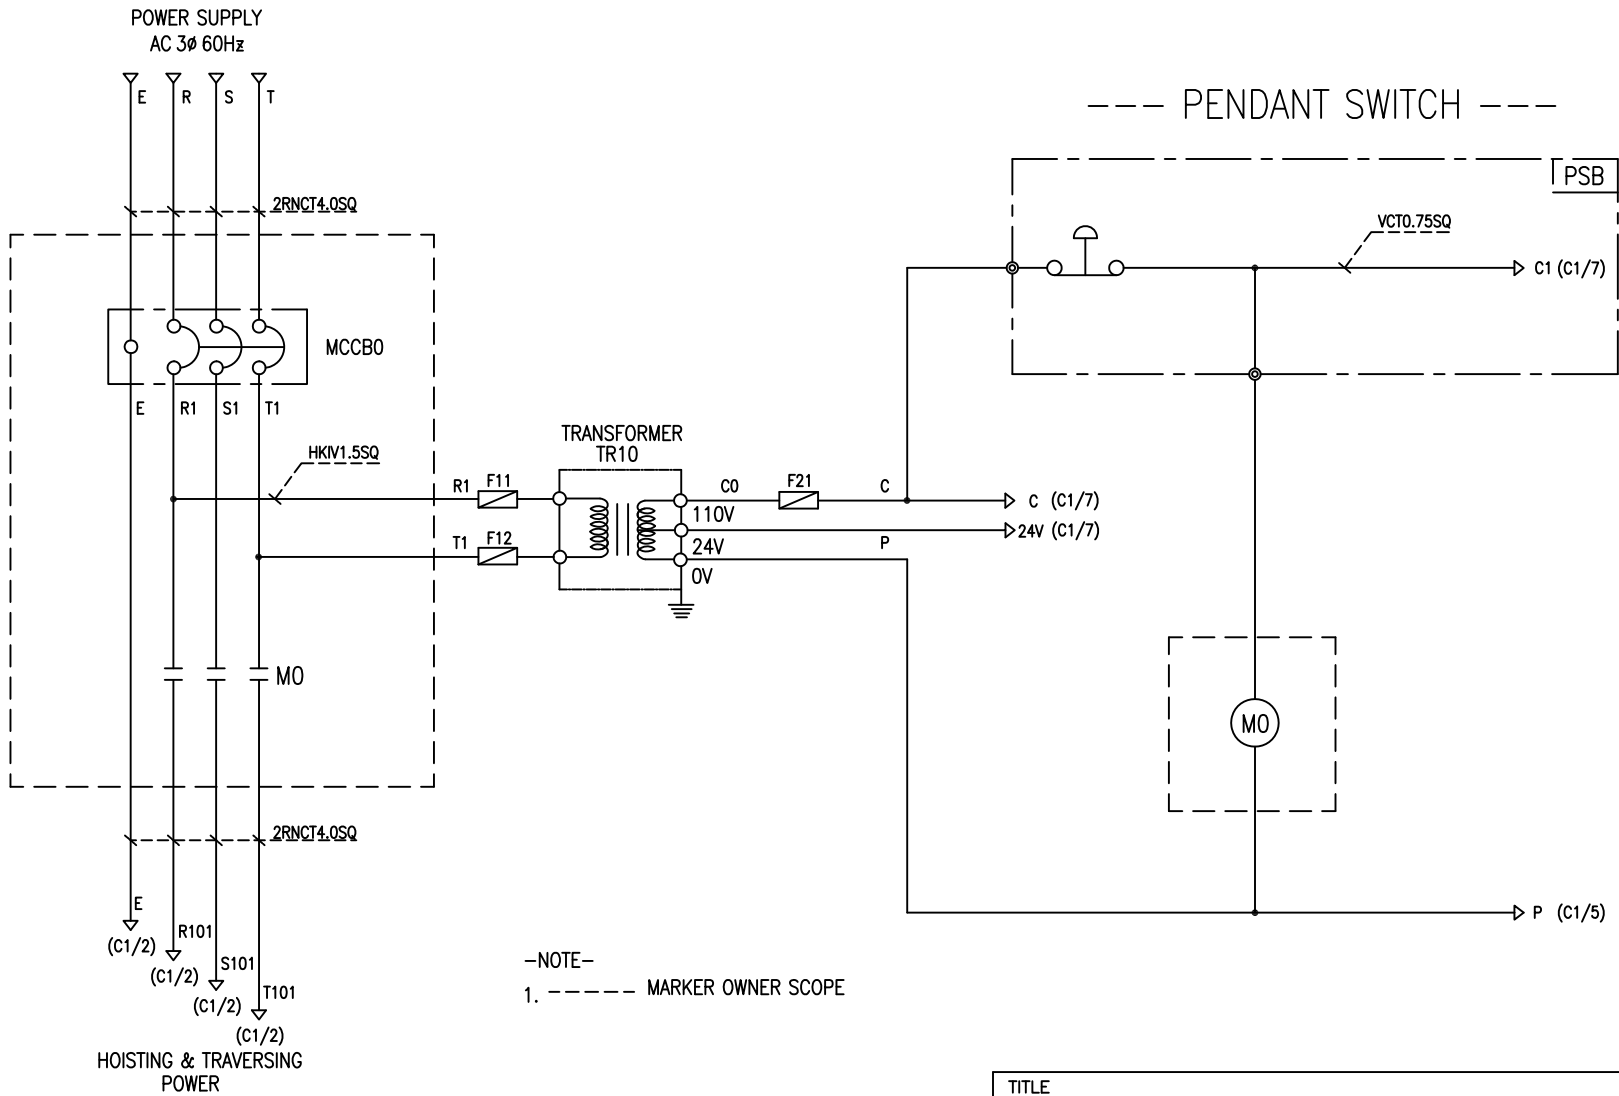 POWER SUPPLY
AC 3ø 60Hz
E
R
S
T
2RNCT4.0SQ
MCCB0
E
R1
S1
T1
HKIV1.5SQ
M0
2RNCT4.0SQ
E
(C1/2)
R101
(C1/2)
S101
(C1/2)
T101
(C1/2)
HOISTING & TRAVERSING
POWER
TRANSFORMER
TR10
R1
F11
T1
F12
C0
F21
C
110V
24V
0V
P
C (C1/7)
24V (C1/7)
--- PENDANT SWITCH ---
PSB
VCT0.75SQ
C1 (C1/7)
M0
P (C1/5)
-NOTE-
1. ------ MARKER OWNER SCOPE
TITLE